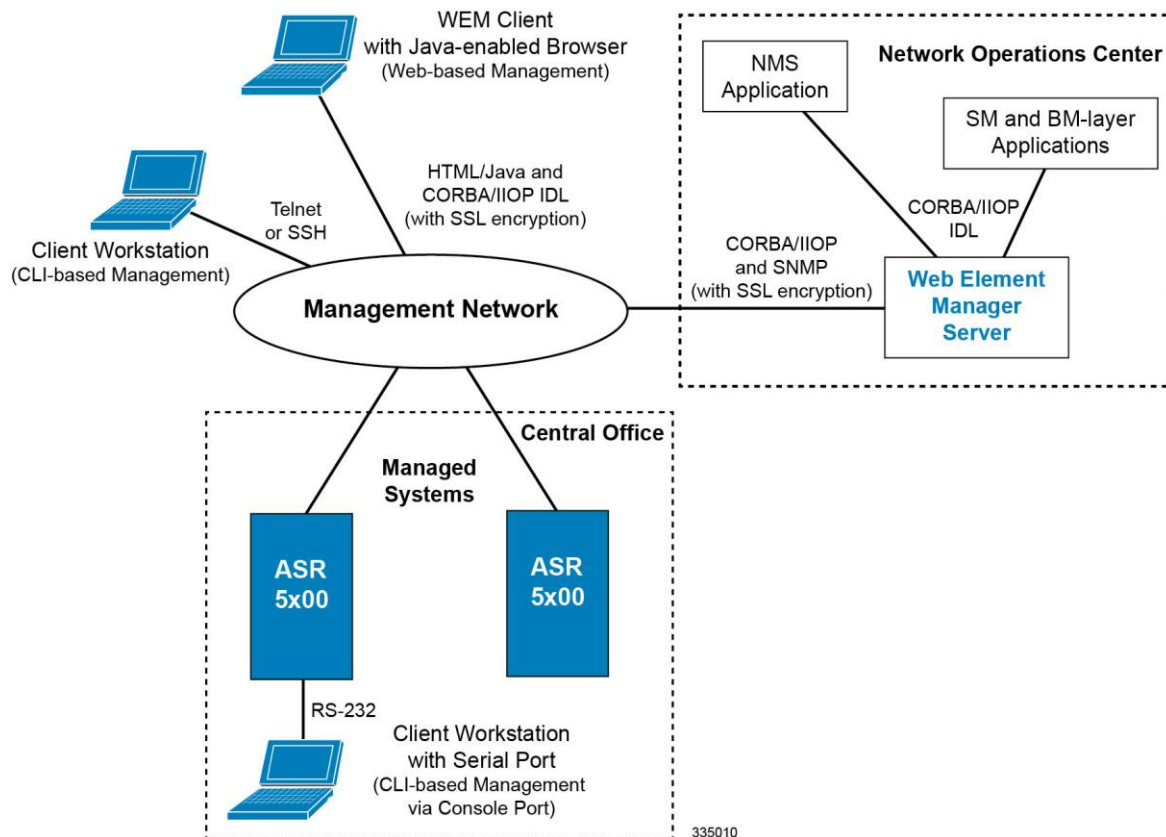 WEM Client
with Java-enabled Browser
(Web-based Management)
Network Operations Center
NMS
Application
SM and BM-layer
Applications
HTML/Java and
CORBA/IIOP IDL
(with SSL encryption)
Telnet
or SSH
Client Workstation
(CLI-based Management)
CORBA/IIOP
IDL
CORBA/IIOP
and SNMP
(with SSL encryption)
Web Element
Manager
Server
Management Network
Central Office
Managed
Systems
ASR
5x00
ASR
5x00
RS-232
Client Workstation
with Serial Port
(CLI-based Management
via Console Port)
335010